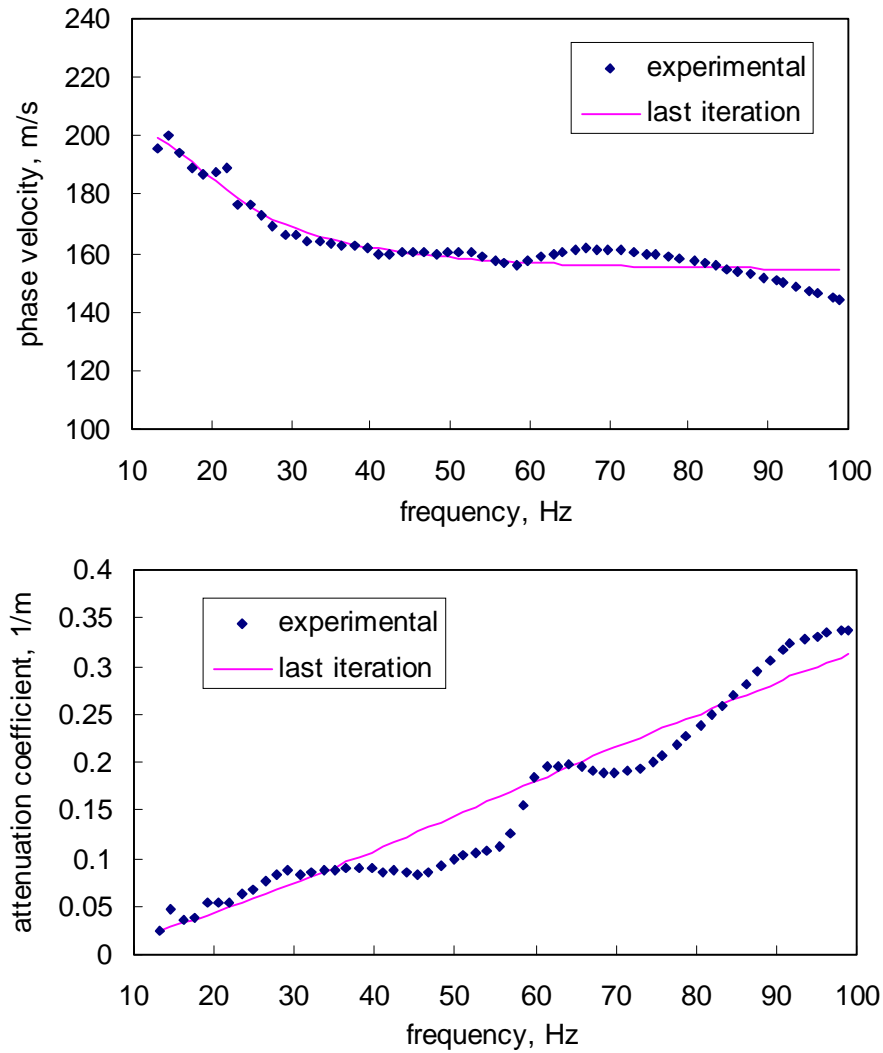 240
220
200
180
160
140
120
100
phase velocity, m/s
experimental
last iteration
10 20 30 40 50 60 70 80 90 100
frequency, Hz
0.4
0.35
0.3
0.25
0.2
0.15
0.1
0.05
0
attenuation coefficient, 1/m
experimental
last iteration
10 20 30 40 50 60 70 80 90 100
frequency, Hz